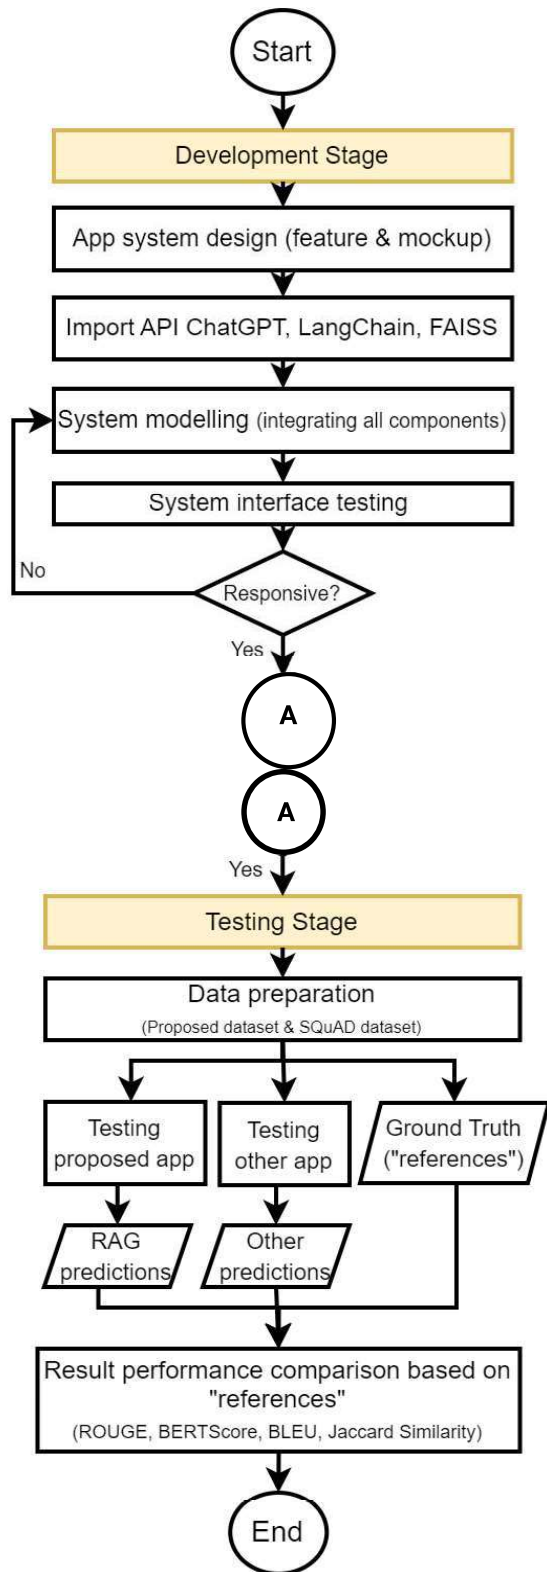 Start
Development Stage
App system design (feature & mockup)
Import API ChatGPT, LangChain, FAISS
System modelling (integrating all components)
System interface testing
No
Responsive?
Yes
A
A
Yes
Testing Stage
Data preparation
(Proposed dataset & SQuAD dataset)
Testing
proposed app
Testing
other app
Ground Truth
("references")
RAG
predictions
Other
predictions
Result performance comparison based on
"references"
(ROUGE, BERTScore, BLEU, Jaccard Similarity)
End